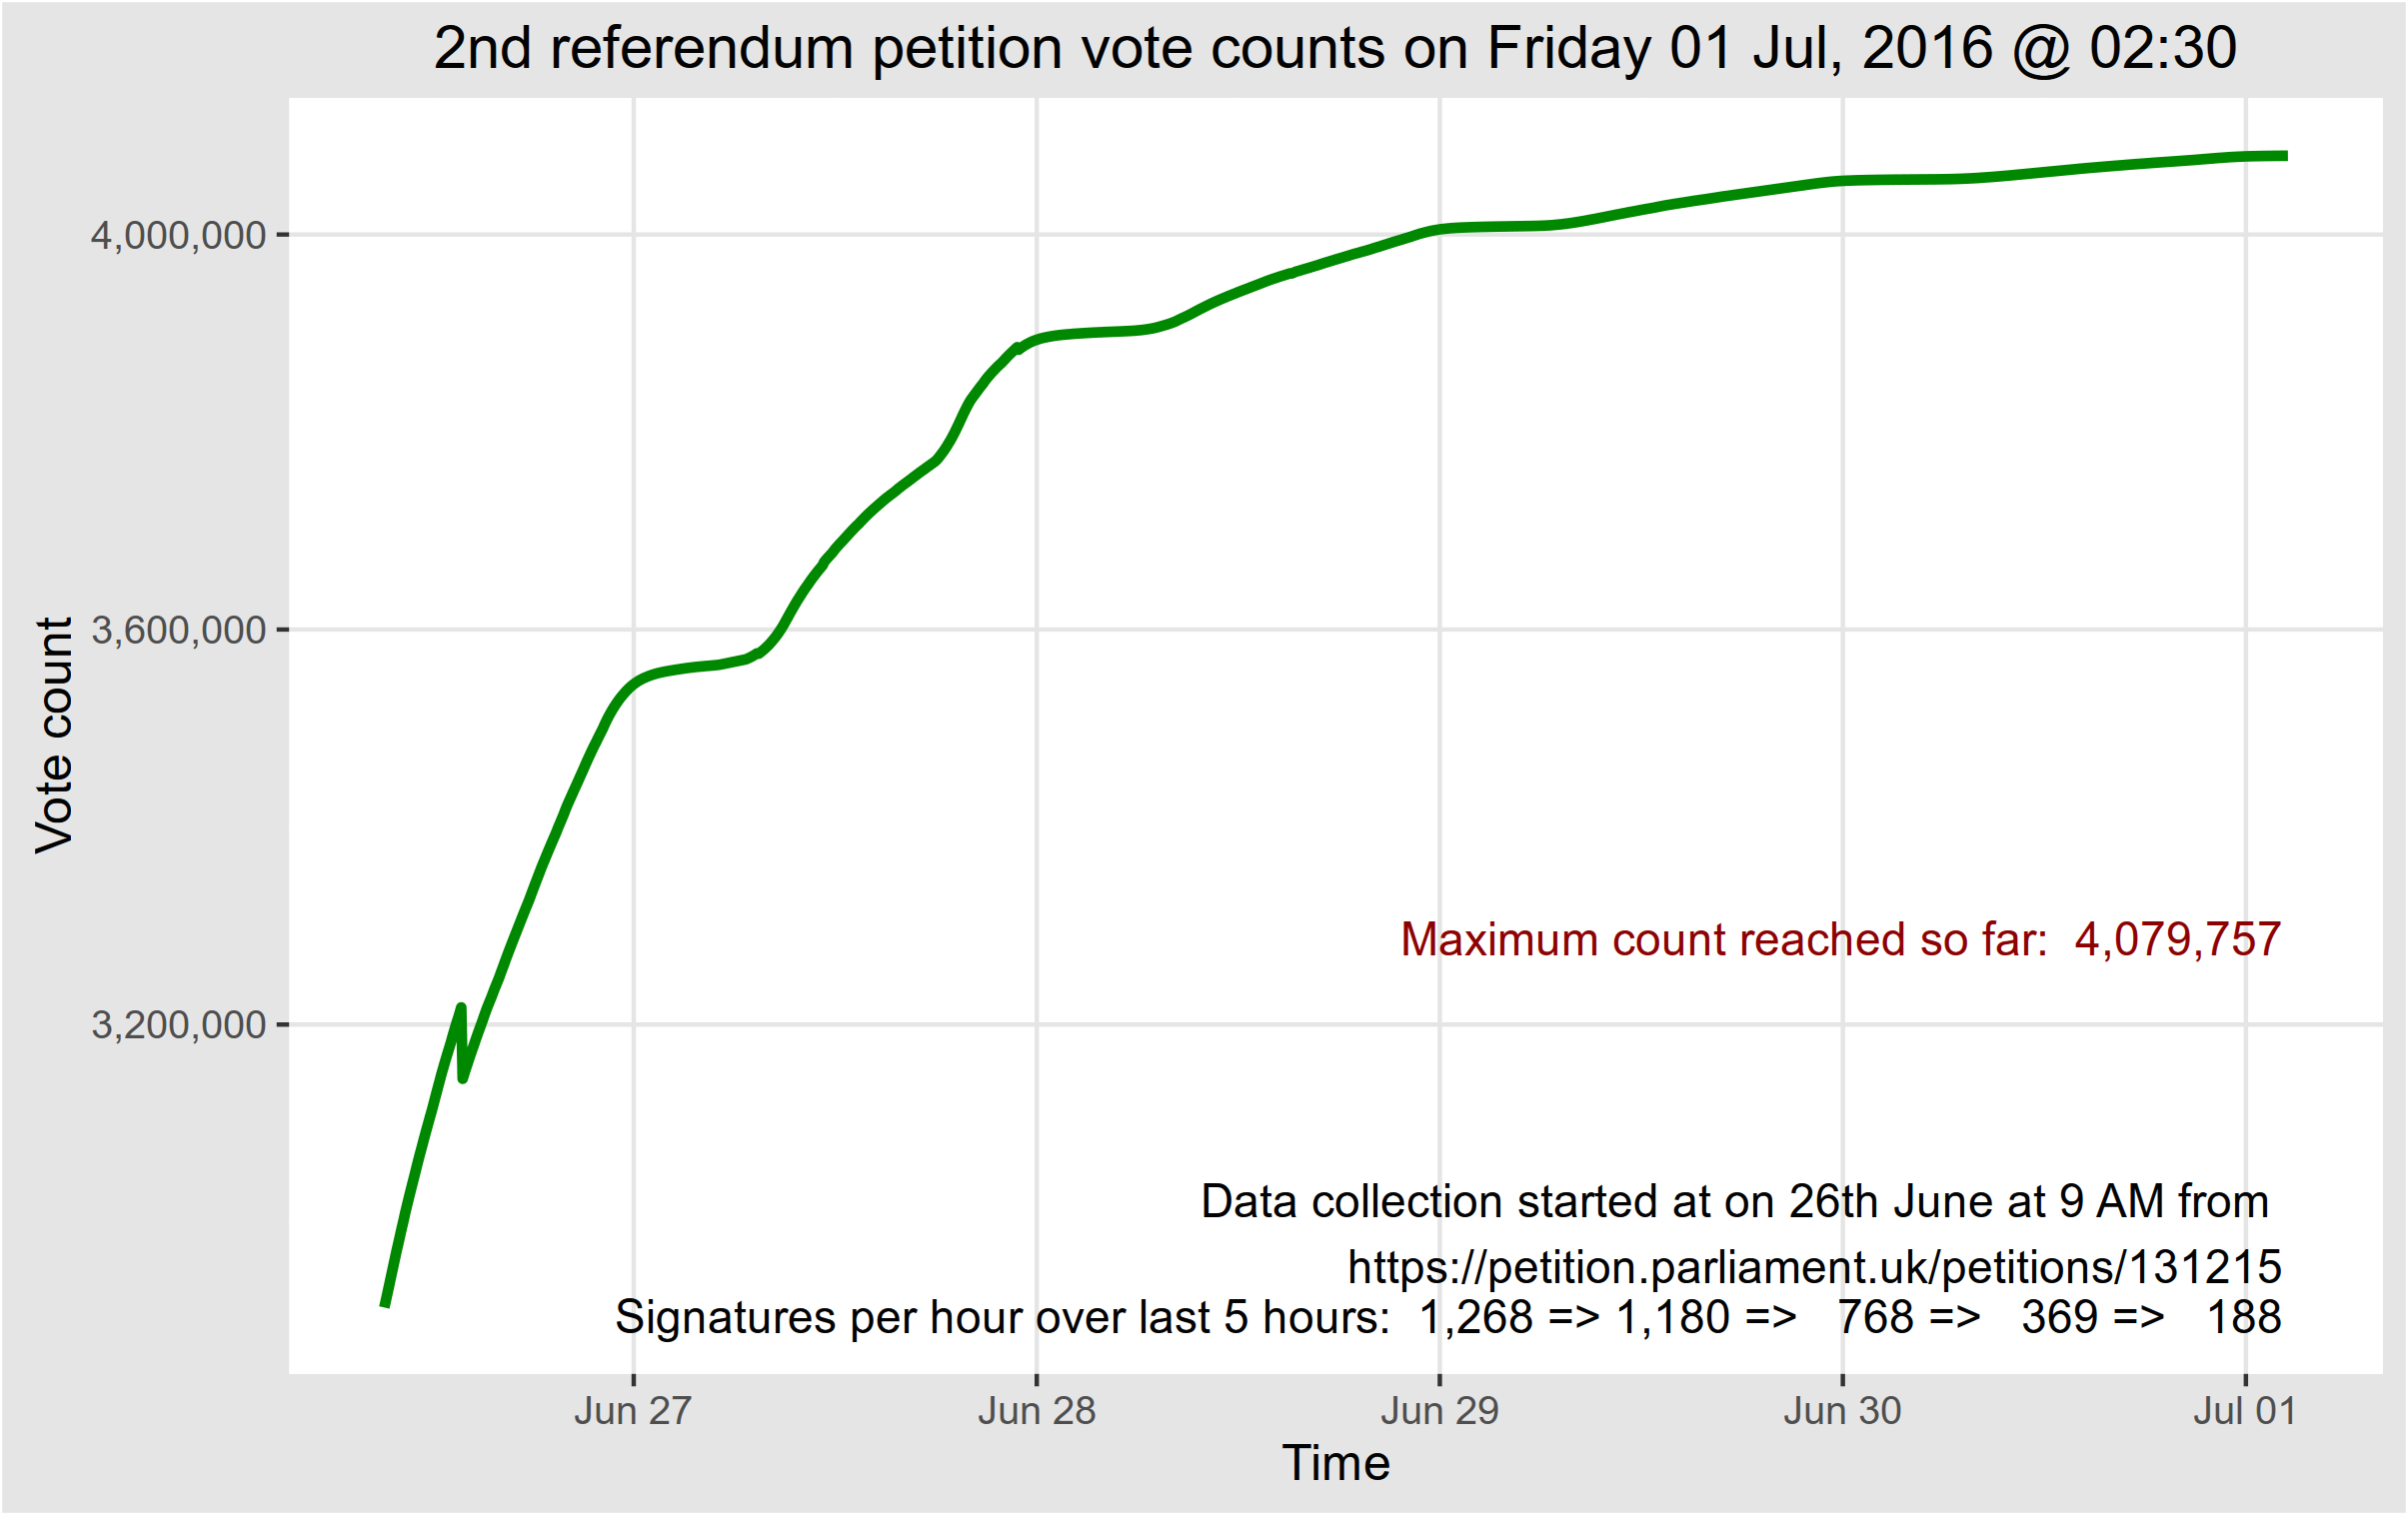 2nd referendum petition vote counts on Friday 01 Jul, 2016 @ 02:30
Vote count
4,000,000
3,600,000
3,200,000
Maximum count reached so far: 4,079,757
Data collection started at on 26th June at 9 AM from
https://petition.parliament.uk/petitions/131215
Signatures per hour over last 5 hours: 1,268 => 1,180 => 768 => 369 => 188
Jun 27 Jun 28 Jun 29 Jun 30 Jul 01
Time